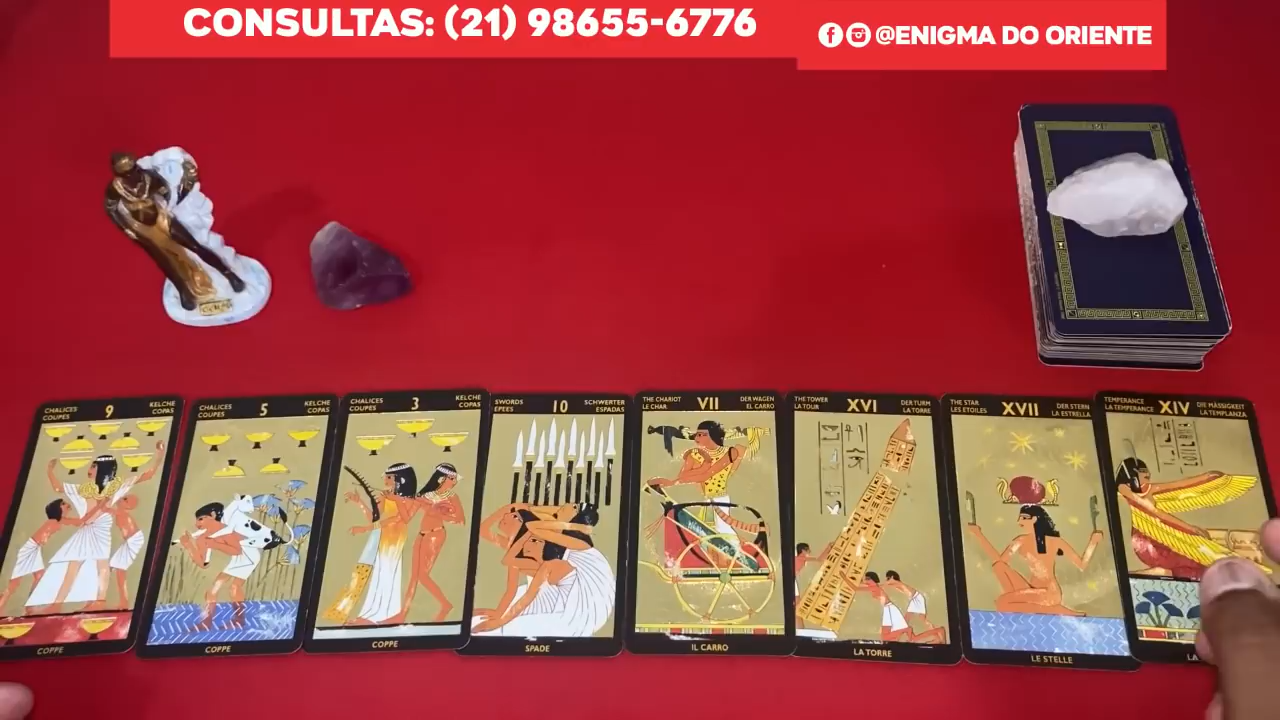 CONSULTAS: (21) 98655-6776
@ENIGMA DO ORIENTE
CHALICES 9 KELCHE
COUPES COPAS
COPPE
CHALICES 5 KELCHE
COUPES COPAS
COPPE
CHALICES 3 KELCHE
COUPES COPAS
COPPE
SWORDS 10 SCHWERTER
EPEES ESPADAS
SPADE
THE CHARIOT VII DER WAGEN
LE CHAR EL CARRO
IL CARRO
THE TOWER XVI DER TURM
LA TOUR LA TORRE
LA TORRE
THE STAR XVII DER STERN
LES ETOILES LA ESTRELLA
LE STELLE
TEMPERANCE XIV DIE MÄSSIGKEIT
LA TEMPERANCE LA TEMPLANZA
LA